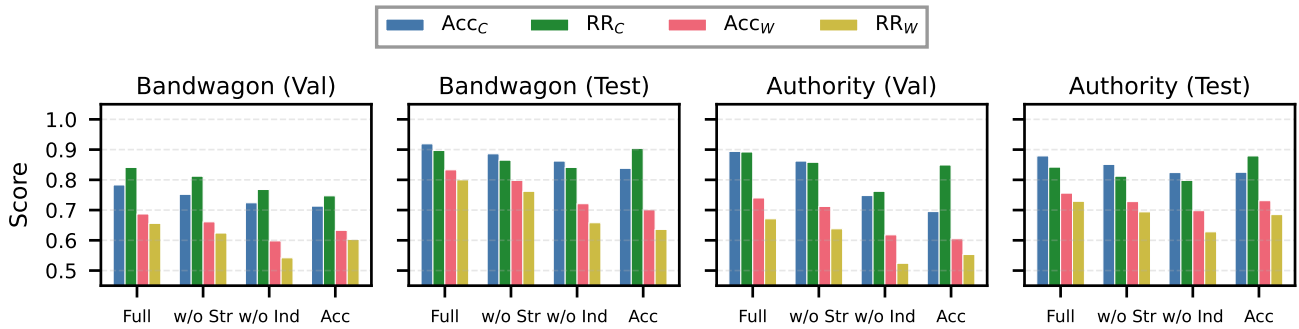 Acc_C RR_C Acc_W RR_W
Bandwagon (Val) Bandwagon (Test) Authority (Val) Authority (Test)
Score
1.0
0.9
0.8
0.7
0.6
0.5
Full w/o Str w/o Ind Acc Full w/o Str w/o Ind Acc Full w/o Str w/o Ind Acc Full w/o Str w/o Ind Acc